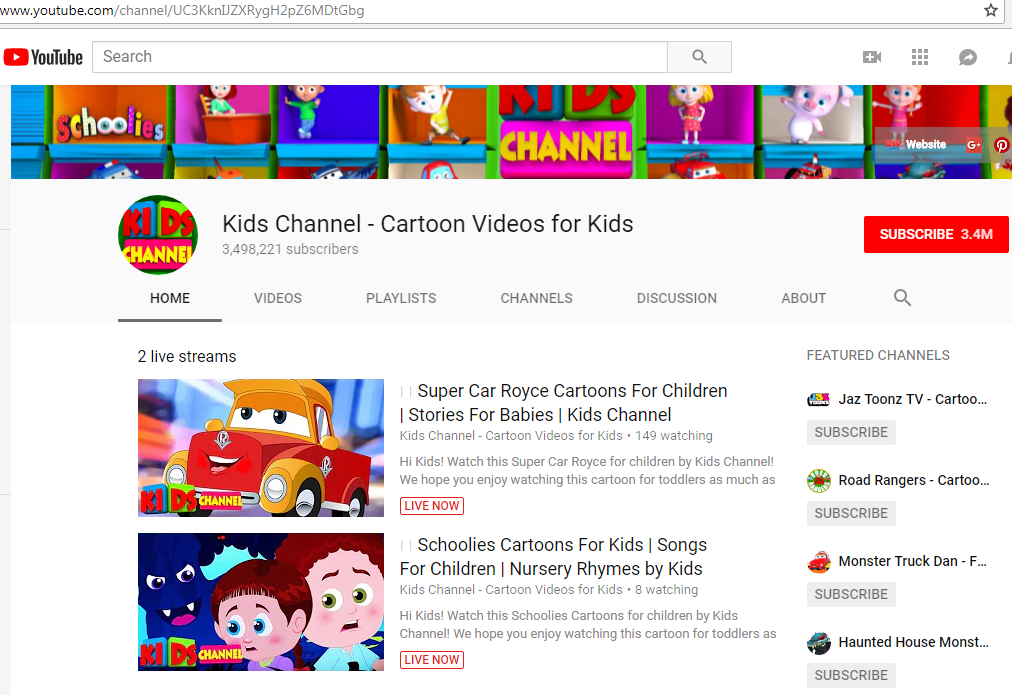 www.youtube.com/channel/UC3KknIJZXRygH2pZ6MDtGbg
YouTube
Search
Schoolies
KIDS
CHANNEL
Website
G+
KIDS
CHANNEL
Kids Channel - Cartoon Videos for Kids
3,498,221 subscribers
SUBSCRIBE 3.4M
HOME VIDEOS PLAYLISTS CHANNELS DISCUSSION ABOUT
2 live streams
KIDS CHANNEL
Super Car Royce Cartoons For Children
| Stories For Babies | Kids Channel
Kids Channel - Cartoon Videos for Kids • 149 watching
Hi Kids! Watch this Super Car Royce for children by Kids Channel!
We hope you enjoy watching this cartoon for toddlers as much as
LIVE NOW
KIDS CHANNEL
Schoolies Cartoons For Kids | Songs
For Children | Nursery Rhymes by Kids
Kids Channel - Cartoon Videos for Kids • 8 watching
Hi Kids! Watch this Schoolies Cartoons for children by Kids
Channel! We hope you enjoy watching this cartoon for toddlers as
LIVE NOW
FEATURED CHANNELS
Jaz Toonz TV - Cartoo...
SUBSCRIBE
Road Rangers - Cartoo...
SUBSCRIBE
Monster Truck Dan - F...
SUBSCRIBE
Haunted House Monst...
SUBSCRIBE